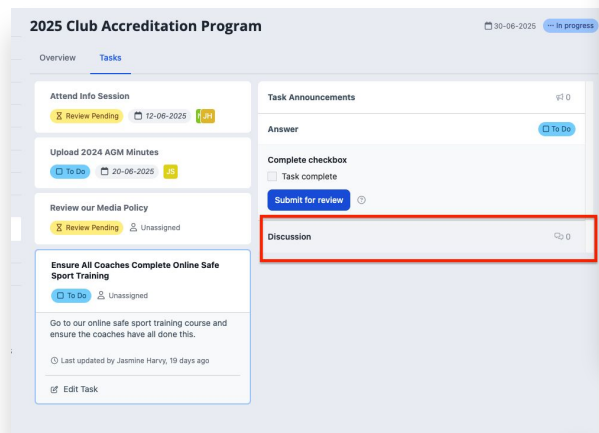 2025 Club Accreditation Program
30-06-2025 ··· In progress
Overview Tasks
Attend Info Session
Review Pending 12-06-2025 JH
Upload 2024 AGM Minutes
To Do 20-06-2025 JS
Review our Media Policy
Review Pending Unassigned
Ensure All Coaches Complete Online Safe
Sport Training
To Do Unassigned
Go to our online safe sport training course and
ensure the coaches have all done this.
Last updated by Jasmine Harvy, 19 days ago
Edit Task
Task Announcements 0
Answer To Do
Complete checkbox
Task complete
Submit for review
Discussion 0